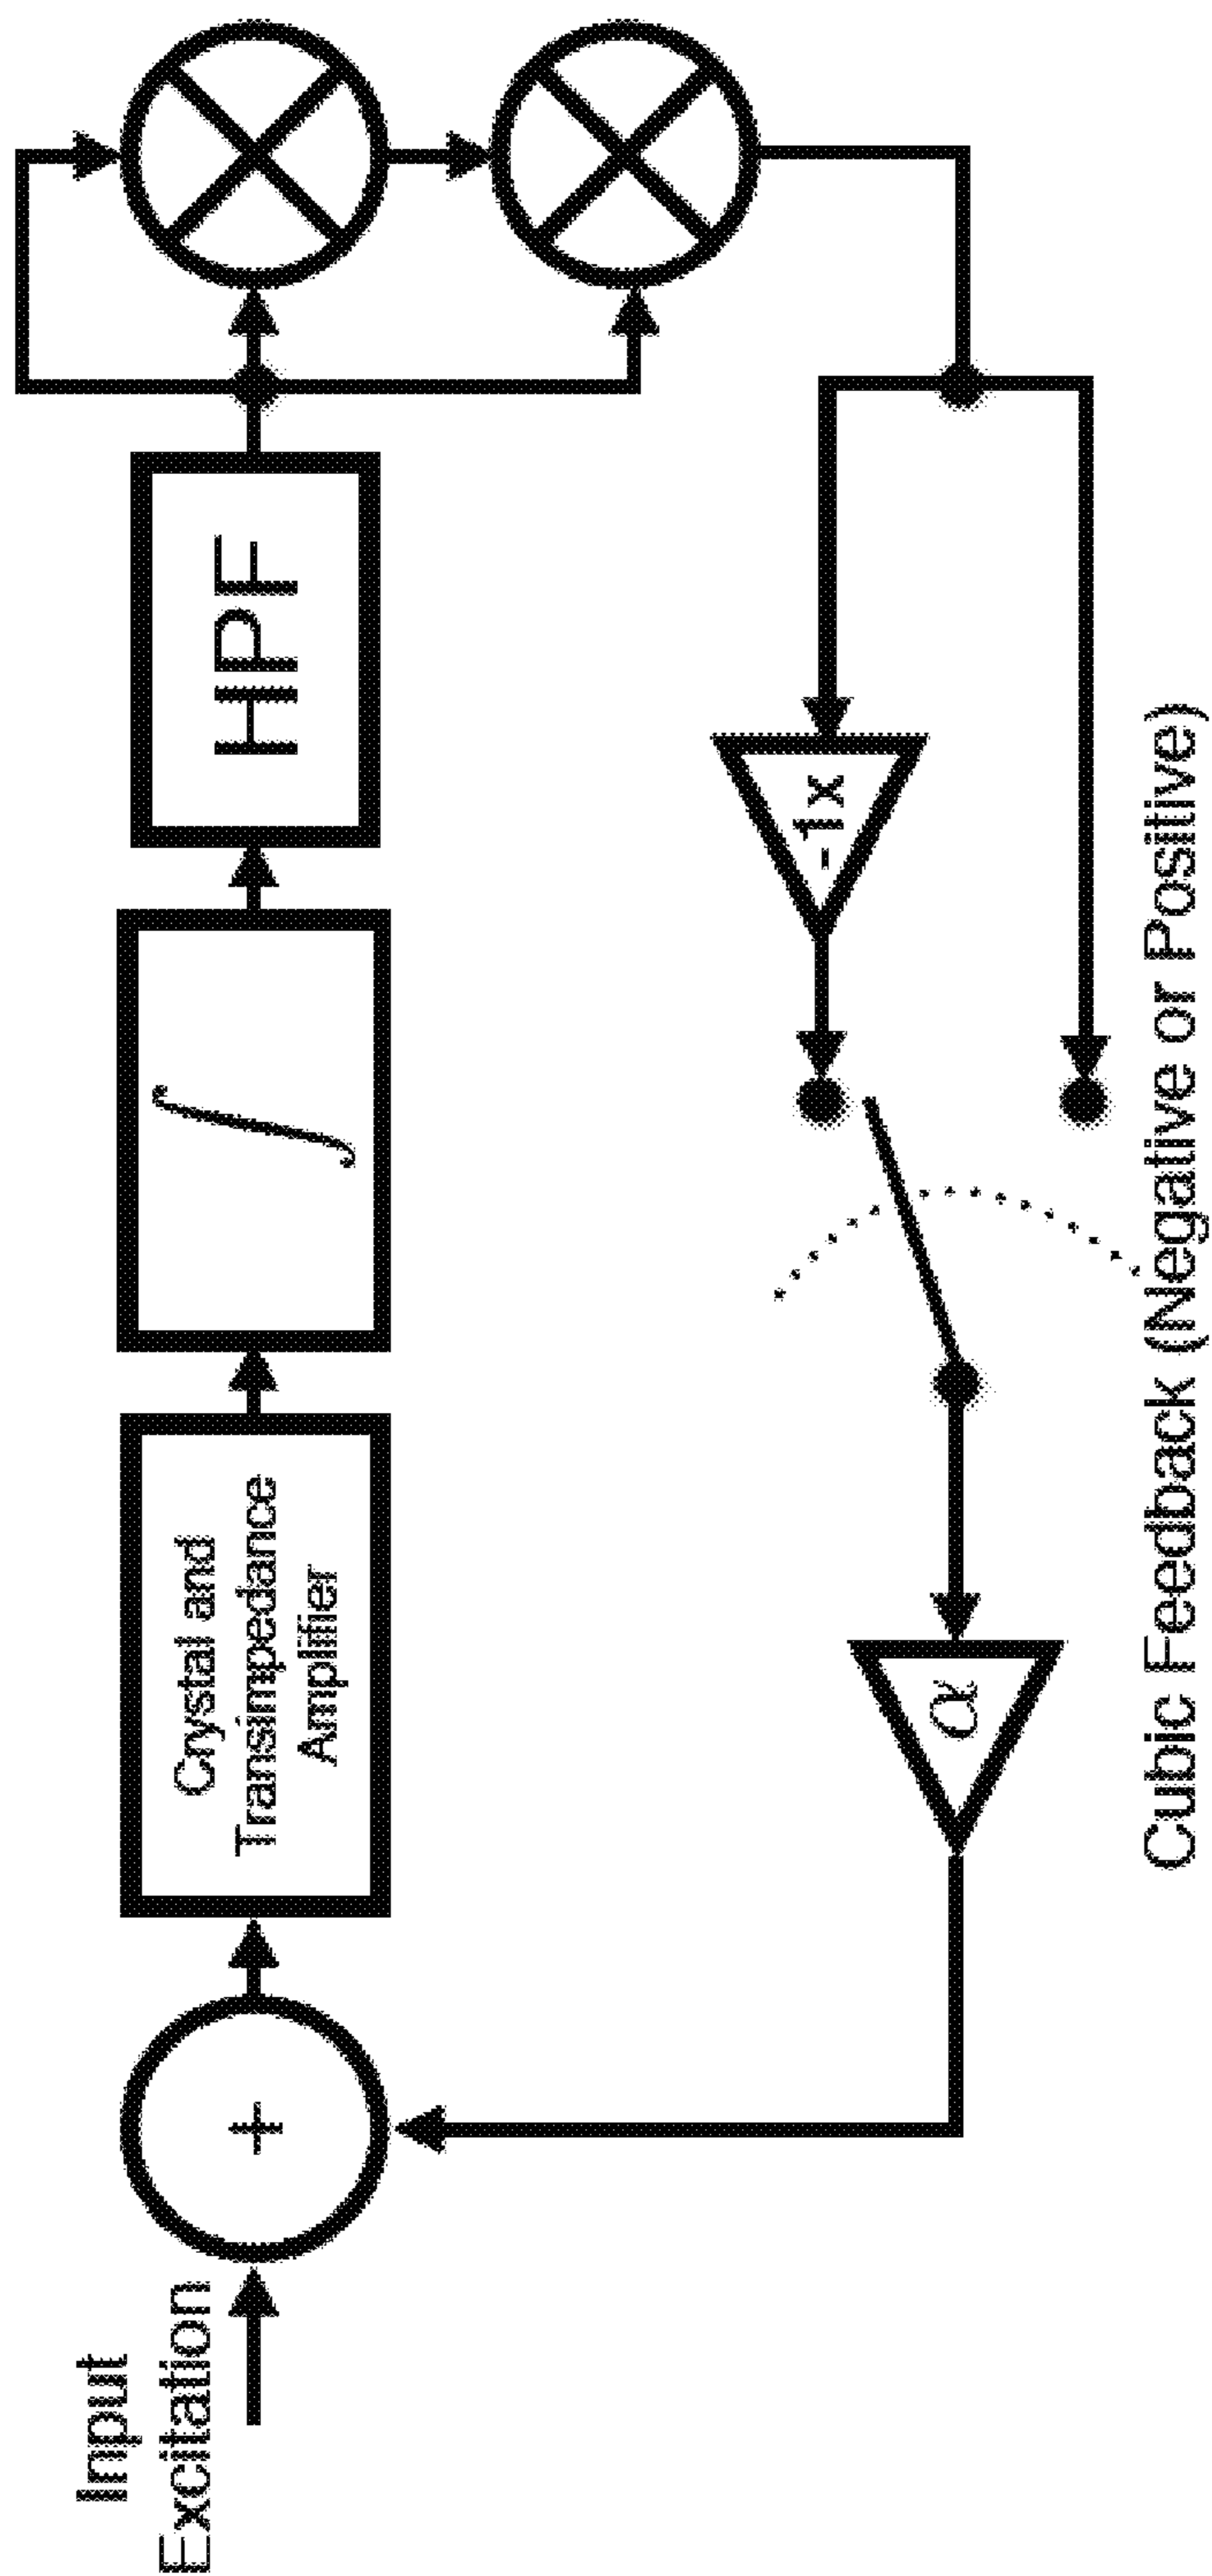 Input
Excitation
+
Crystal and
Transimpedance
Amplifier
∫
HPF
-1x
α
Cubic Feedback (Negative or Positive)